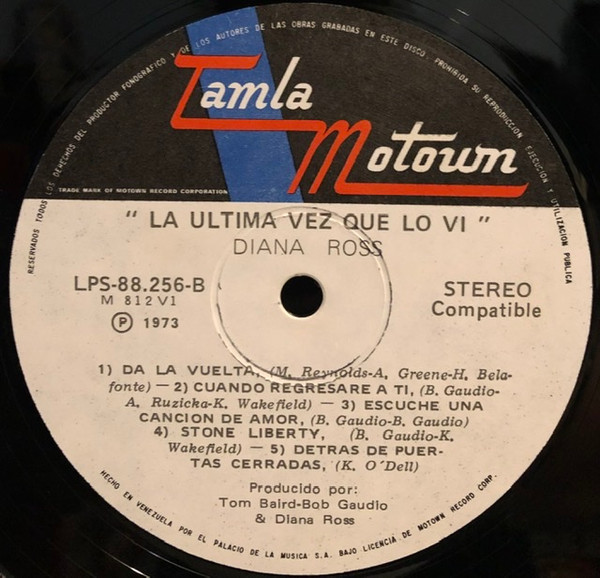 RESERVADOS TODOS LOS DERECHOS DEL PRODUCTOR FONOGRAFICO Y DE LOS AUTORES DE LAS OBRAS GRABADAS EN ESTE DISCO. PROHIBIDA SU REPRODUCCION, EJECUCION Y UTILIZACION PUBLICA
Tamla
Motown
TRADE MARK OF MOTOWN RECORD CORPORATION
" LA ULTIMA VEZ QUE LO VI "
DIANA ROSS
LPS-88.256-B
M 812 V1
STEREO
Compatible
Ⓟ 1973
1) DA LA VUELTA, (M. Reynolds-A, Greene-H, Bela-
fonte) — 2) CUANDO REGRESARE A TI, (B. Gaudio-
A. Ruzicka-K. Wakefield) — 3) ESCUCHE UNA
CANCION DE AMOR, (B. Gaudio-B. Gaudio)
4) STONE LIBERTY, (B. Gaudio-K.
Wakefield) — 5) DETRAS DE PUER-
TAS CERRADAS, (K. O'Dell)
Producido por:
Tom Baird-Bob Gaudio
& Diana Ross
HECHO EN VENEZUELA POR EL PALACIO DE LA MUSICA S.A. BAJO LICENCIA DE MOTOWN RECORD CORP.